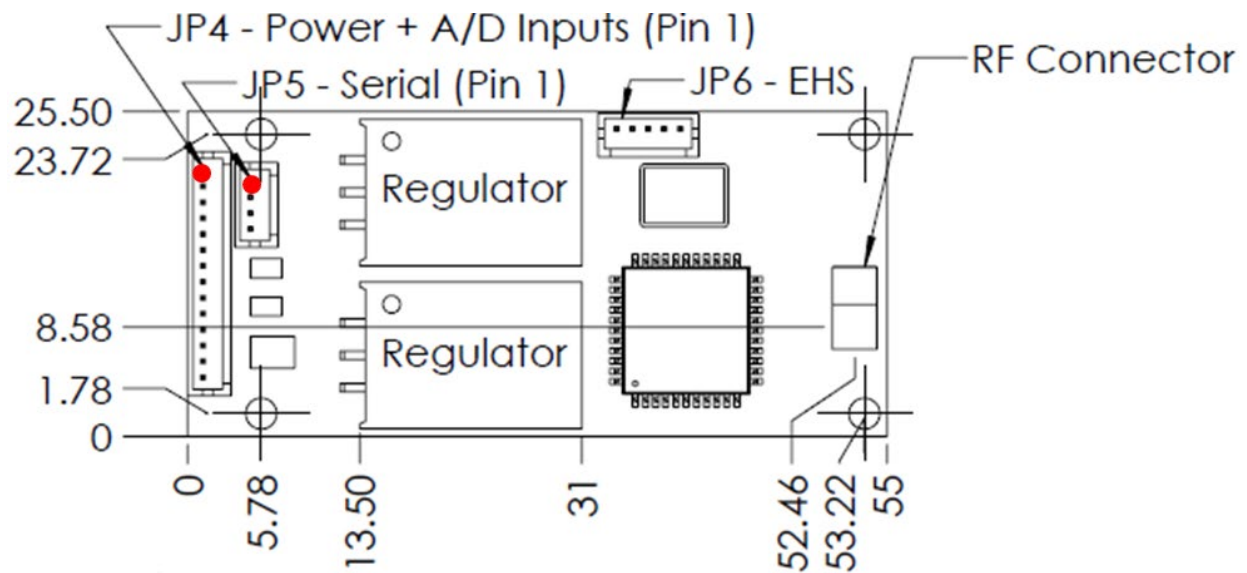 JP4 - Power + A/D Inputs (Pin 1)
RF Connector
JP5 - Serial (Pin 1)
JP6 - EHS
25.50
23.72
Regulator
8.58
Regulator
1.78
0
0
5.78
13.50
31
52.46
53.22
55